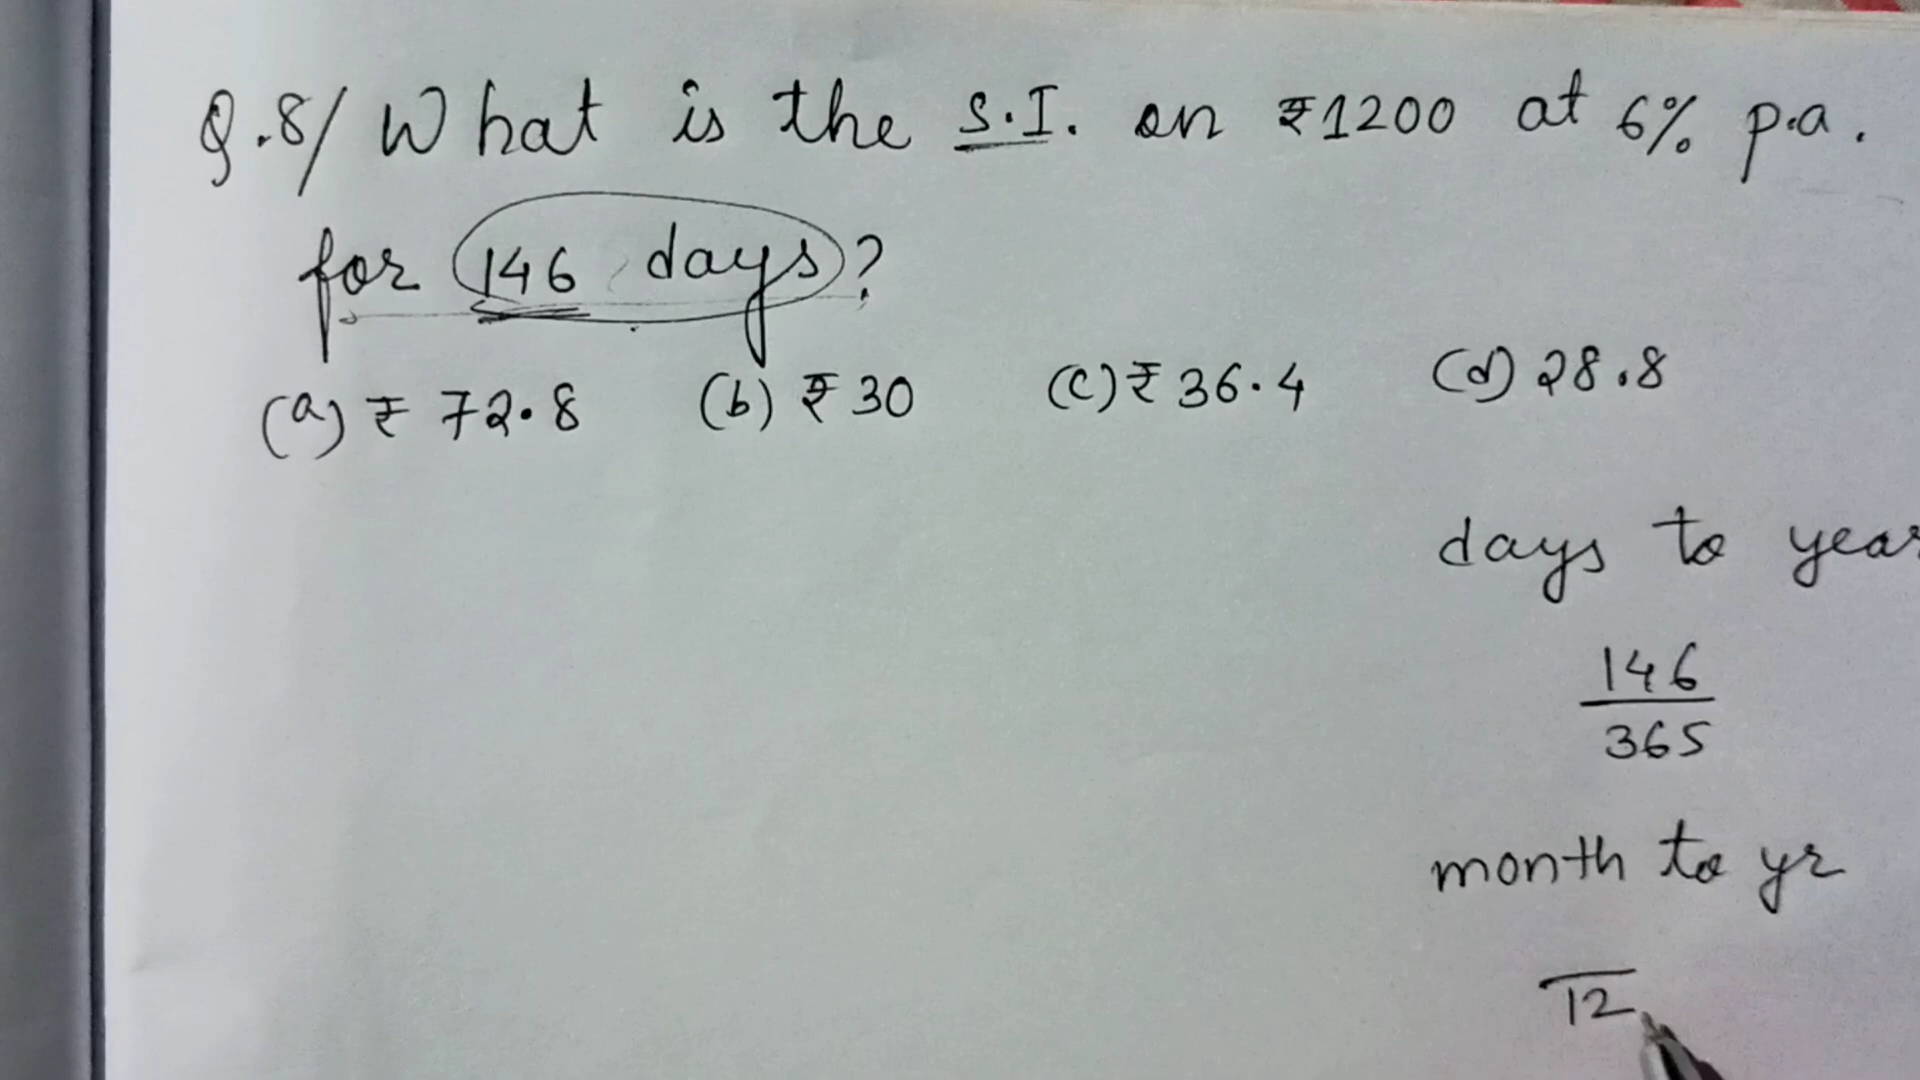 Q.8/ What is the S.I. on ₹1200 at 6% p.a.
for 146 days?
(a) ₹ 72.8 (b) ₹ 30 (c) ₹ 36.4 (d) 28.8
days to year
146
365
month to yr
12